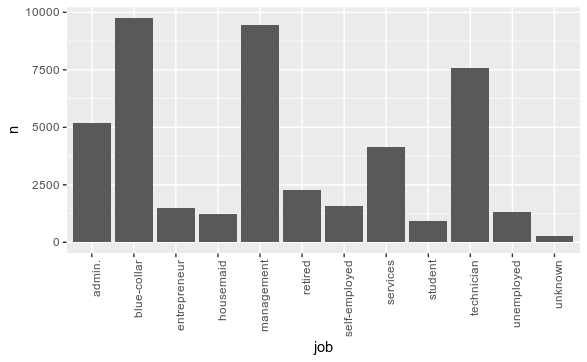 10000
7500
5000
2500
0
n
admin.
blue-collar
entrepreneur
housemaid
management
retired
self-employed
services
student
technician
unemployed
unknown
job